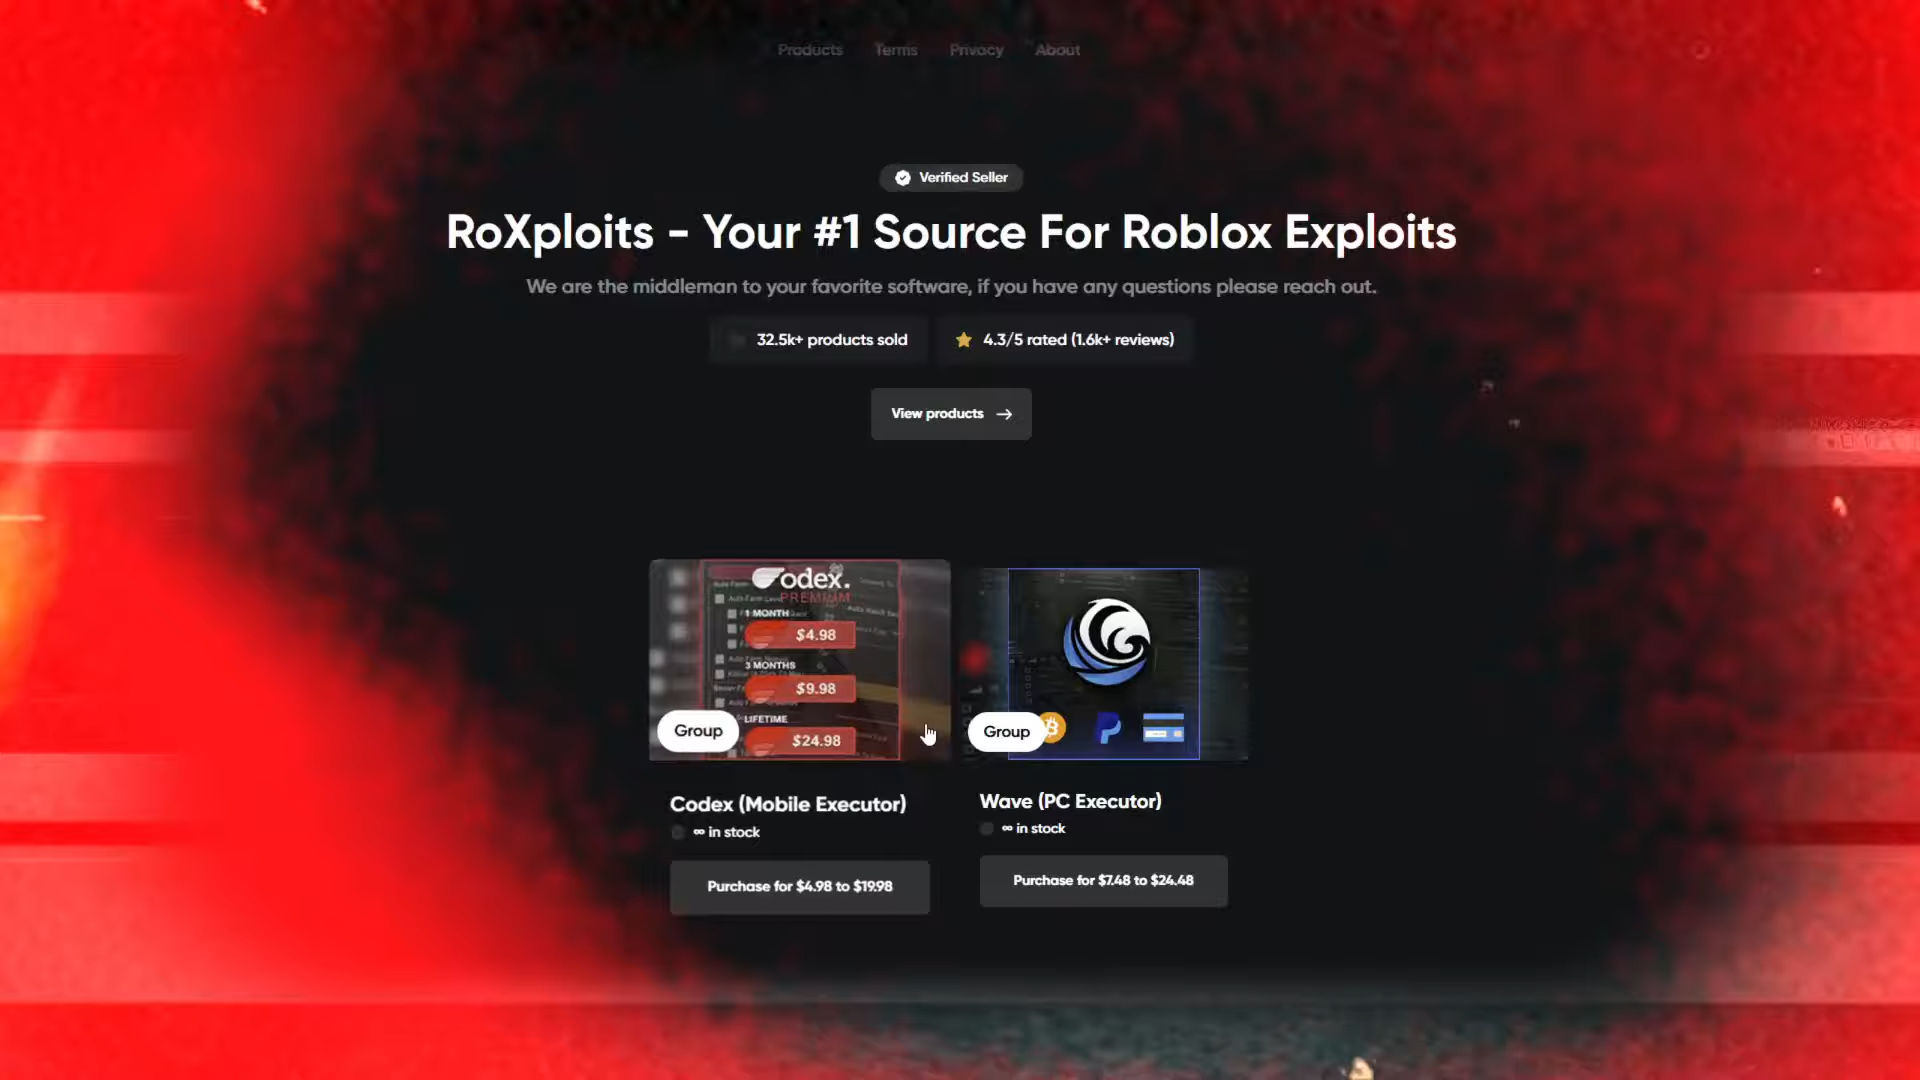 Products Terms Privacy About
Verified Seller
RoXploits - Your #1 Source For Roblox Exploits
We are the middleman to your favorite software, if you have any questions please reach out.
32.5k+ products sold
4.3/5 rated (1.6k+ reviews)
View products →
odex.
PREMIUM
1 MONTH
$4.98
3 MONTHS
$9.98
LIFETIME
$24.98
Group
Group
Codex (Mobile Executor)
∞ in stock
Purchase for $4.98 to $19.98
Wave (PC Executor)
∞ in stock
Purchase for $7.48 to $24.48